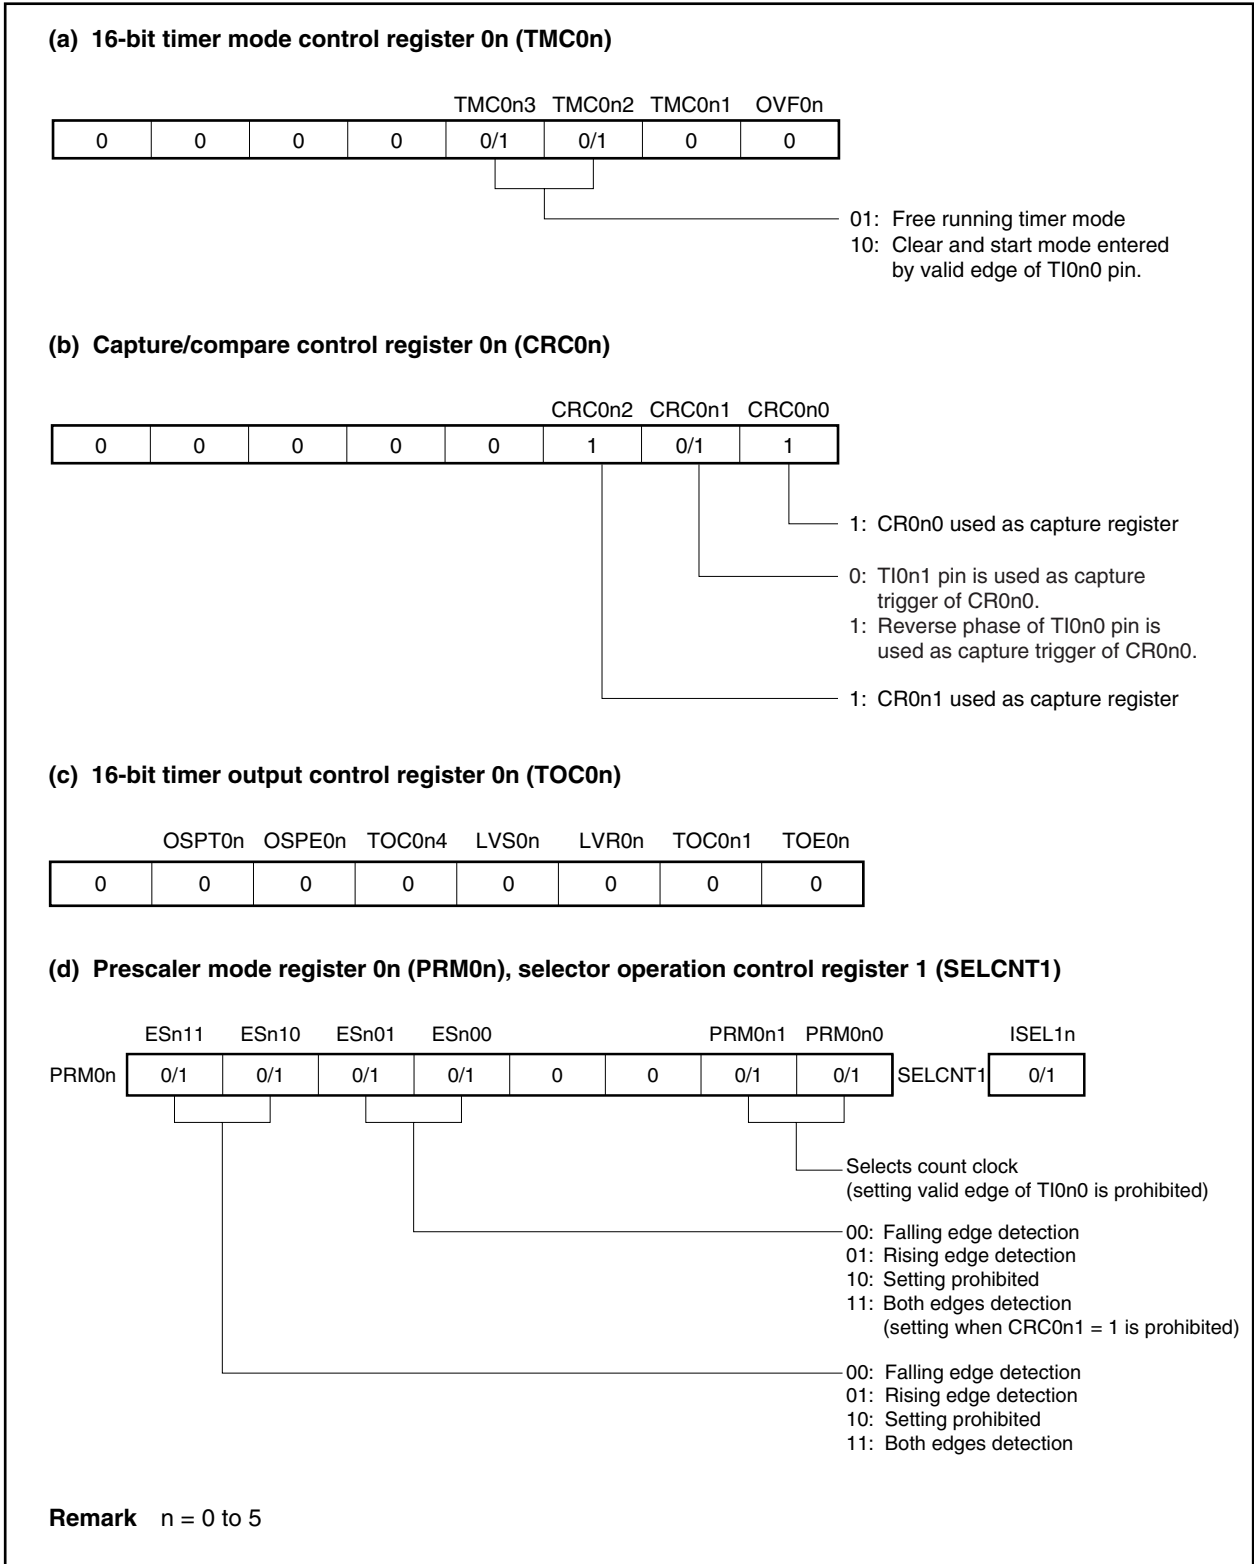 (a) 16-bit timer mode control register 0n (TMC0n)
TMC0n3 TMC0n2 TMC0n1 OVF0n
0 0 0 0 0/1 0/1 0 0
01: Free running timer mode
10: Clear and start mode entered
by valid edge of TI0n0 pin.
(b) Capture/compare control register 0n (CRC0n)
CRC0n2 CRC0n1 CRC0n0
0 0 0 0 0 1 0/1 1
1: CR0n0 used as capture register
0: TI0n1 pin is used as capture
trigger of CR0n0.
1: Reverse phase of TI0n0 pin is
used as capture trigger of CR0n0.
1: CR0n1 used as capture register
(c) 16-bit timer output control register 0n (TOC0n)
OSPT0n OSPE0n TOC0n4 LVS0n LVR0n TOC0n1 TOE0n
0 0 0 0 0 0 0 0
(d) Prescaler mode register 0n (PRM0n), selector operation control register 1 (SELCNT1)
ESn11 ESn10 ESn01 ESn00 PRM0n1 PRM0n0 ISEL1n
PRM0n 0/1 0/1 0/1 0/1 0 0 0/1 0/1 SELCNT1 0/1
Selects count clock
(setting valid edge of TI0n0 is prohibited)
00: Falling edge detection
01: Rising edge detection
10: Setting prohibited
11: Both edges detection
(setting when CRC0n1 = 1 is prohibited)
00: Falling edge detection
01: Rising edge detection
10: Setting prohibited
11: Both edges detection
Remark n = 0 to 5